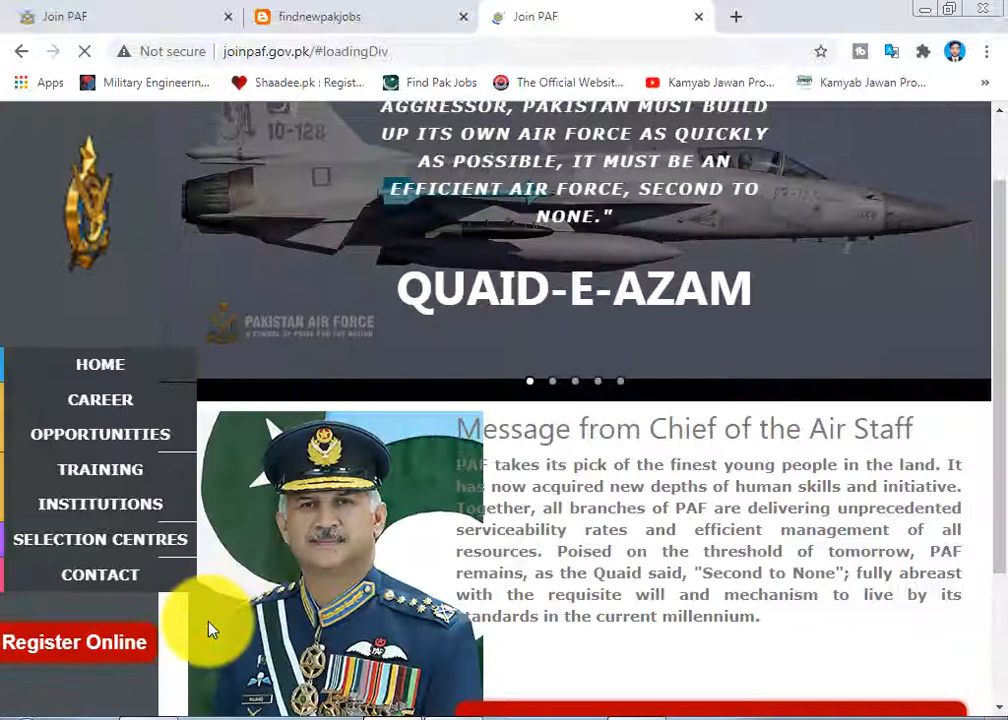 Join PAF
findnewpakjobs
Join PAF
Not secure
joinpaf.gov.pk/#loadingDiv
Apps
Military Engineerin...
Shaadee.pk : Regist...
Find Pak Jobs
The Official Websit...
Kamyab Jawan Pro...
Kamyab Jawan Pro...
»
10-128
AGGRESSOR, PAKISTAN MUST BUILD
UP ITS OWN AIR FORCE AS QUICKLY
AS POSSIBLE, IT MUST BE AN
EFFICIENT AIR FORCE, SECOND TO
NONE."
QUAID-E-AZAM
PAKISTAN AIR FORCE
HOME
CAREER
OPPORTUNITIES
TRAINING
INSTITUTIONS
SELECTION CENTRES
CONTACT
Register Online
Message from Chief of the Air Staff
PAF takes its pick of the finest young people in the land. It
has now acquired new depths of human skills and initiative.
Together, all branches of PAF are delivering unprecedented
serviceability rates and efficient management of all
resources. Poised on the threshold of tomorrow, PAF
remains, as the Quaid said, "Second to None"; fully abreast
with the requisite will and mechanism to live by its
standards in the current millennium.